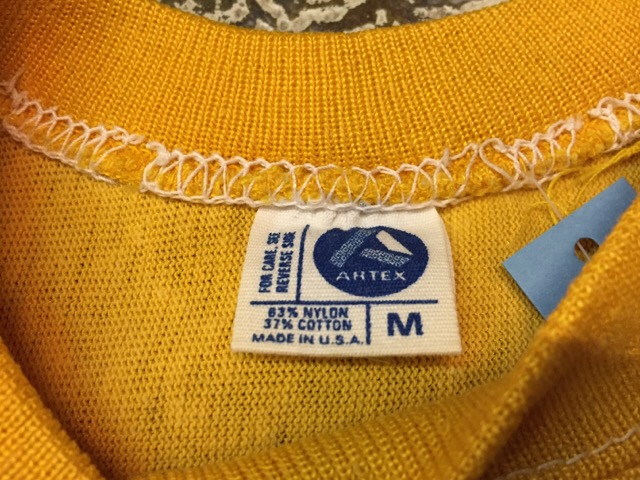 FOR CARE, SEE
REVERSE SIDE
ARTEX
63% NYLON
37% COTTON
MADE IN U.S.A.
M